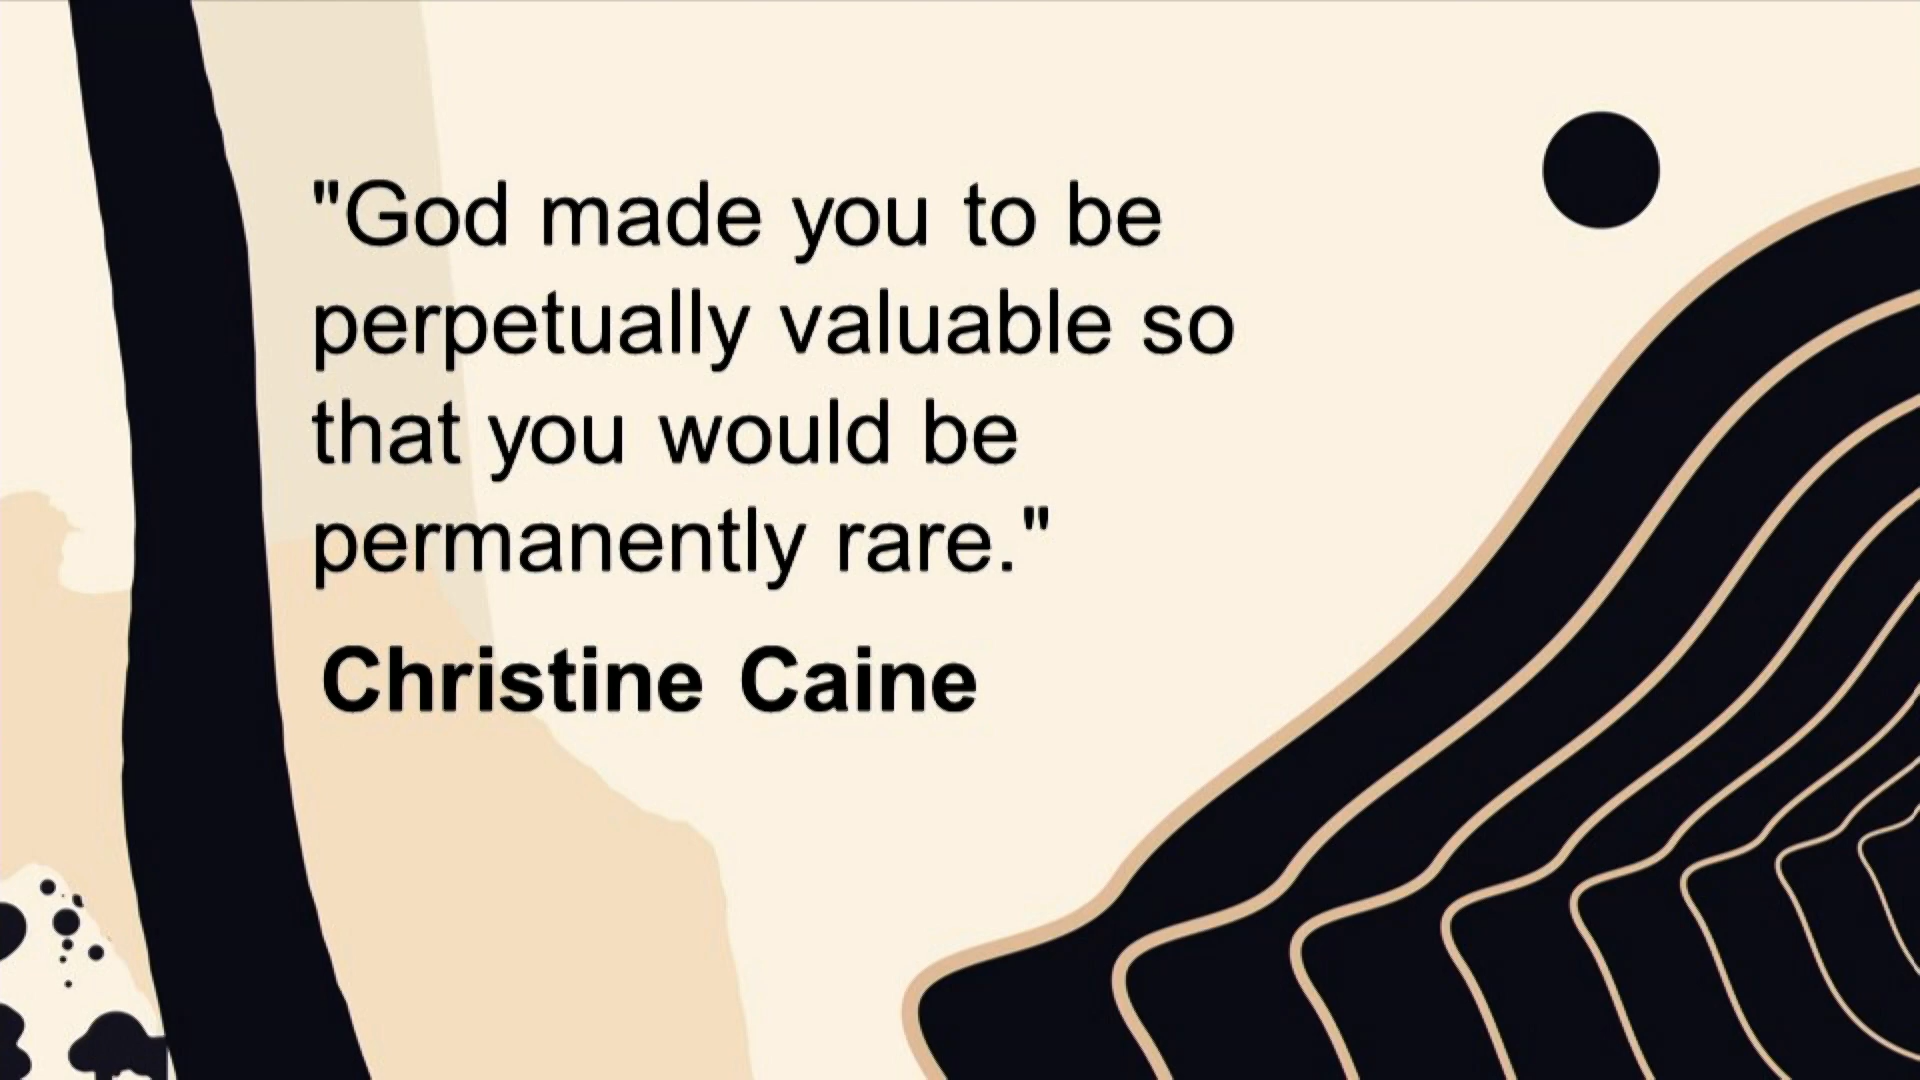 "God made you to be
perpetually valuable so
that you would be
permanently rare."
Christine Caine